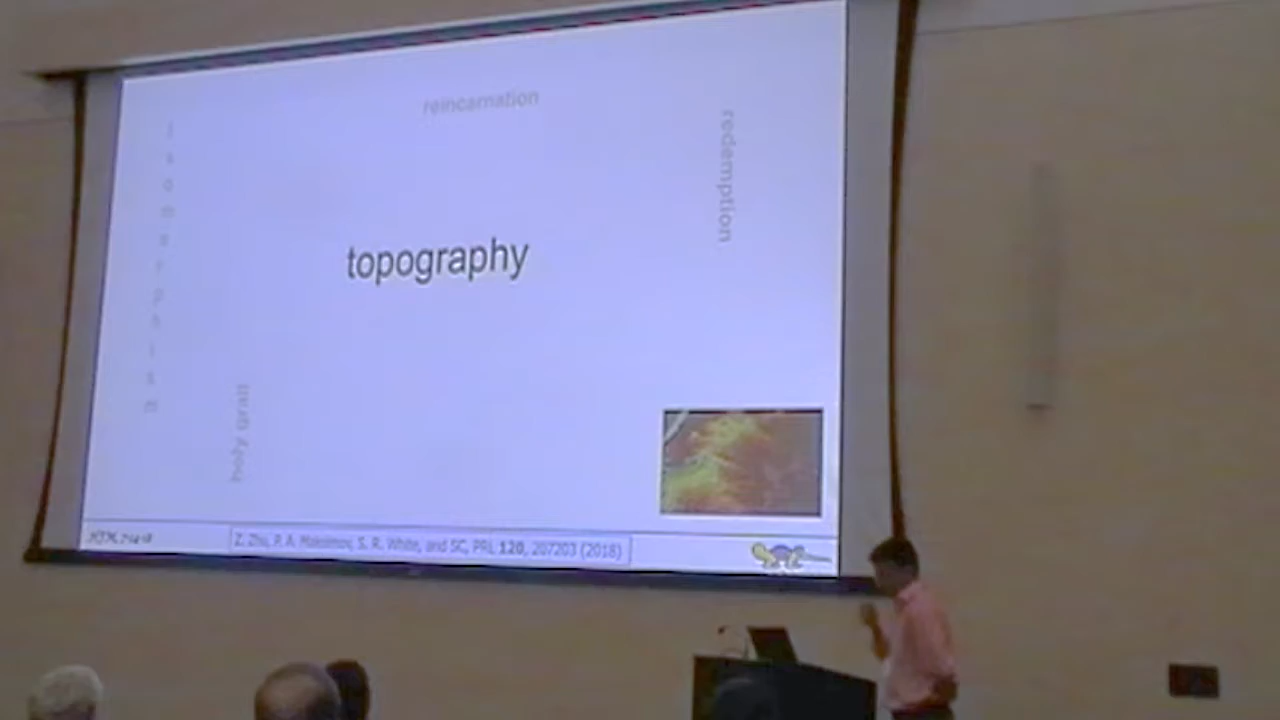 reincarnation
redemption
topography
holy grail
Z. Zhu, P. A. Maksimov, S. R. White, and SC, PRL 120, 207203 (2018)